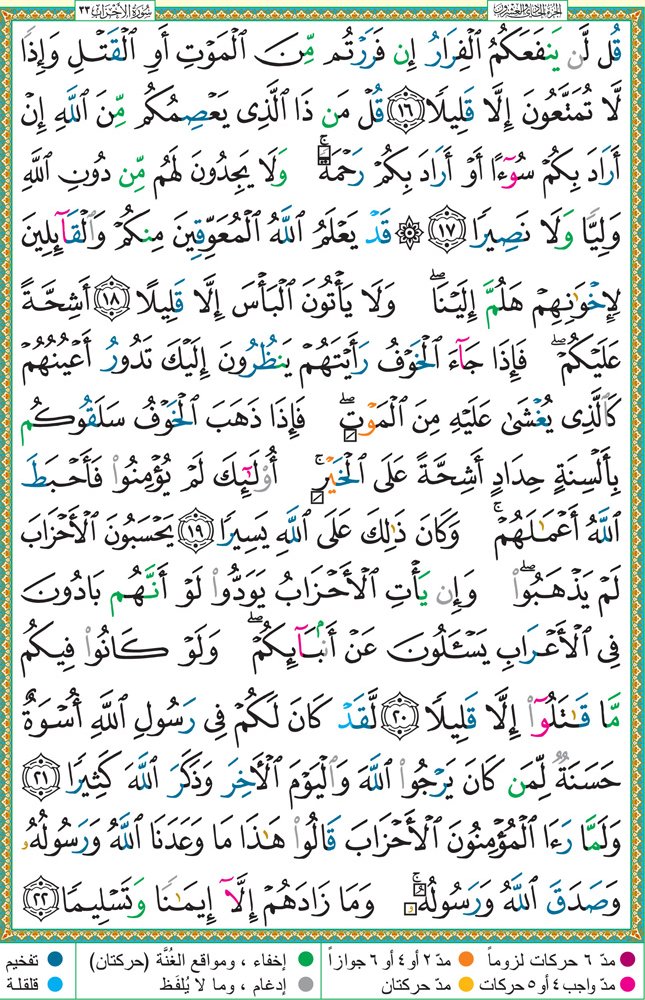 الجزء الحادي والعشرون
سورة الأحزاب ٣٣
قُل لَّن يَنفَعَكُمُ ٱلْفِرَارُ إِن فَرَرْتُم مِّنَ ٱلْمَوْتِ أَوِ ٱلْقَتْلِ وَإِذًا
لَّا تُمَتَّعُونَ إِلَّا قَلِيلًا ١٦ قُلْ مَن ذَا ٱلَّذِى يَعْصِمُكُم مِّنَ ٱللَّهِ إِنْ
أَرَادَ بِكُمْ سُوٓءًا أَوْ أَرَادَ بِكُمْ رَحْمَةً ۚ وَلَا يَجِدُونَ لَهُم مِّن دُونِ ٱللَّهِ
وَلِيًّا وَلَا نَصِيرًا ١٧ ۞ قَدْ يَعْلَمُ ٱللَّهُ ٱلْمُعَوِّقِينَ مِنكُمْ وَٱلْقَآئِلِينَ
لِإِخْوَٰنِهِمْ هَلُمَّ إِلَيْنَا ۖ وَلَا يَأْتُونَ ٱلْبَأْسَ إِلَّا قَلِيلًا ١٨ أَشِحَّةً
عَلَيْكُمْ ۖ فَإِذَا جَآءَ ٱلْخَوْفُ رَأَيْتَهُمْ يَنظُرُونَ إِلَيْكَ تَدُورُ أَعْيُنُهُمْ
كَٱلَّذِى يُغْشَىٰ عَلَيْهِ مِنَ ٱلْمَوْتِ ۖ فَإِذَا ذَهَبَ ٱلْخَوْفُ سَلَقُوكُم
بِأَلْسِنَةٍ حِدَادٍ أَشِحَّةً عَلَى ٱلْخَيْرِ ۚ أُو۟لَٰٓئِكَ لَمْ يُؤْمِنُوا۟ فَأَحْبَطَ
ٱللَّهُ أَعْمَٰلَهُمْ ۚ وَكَانَ ذَٰلِكَ عَلَى ٱللَّهِ يَسِيرًا ١٩ يَحْسَبُونَ ٱلْأَحْزَابَ
لَمْ يَذْهَبُوا۟ ۖ وَإِن يَأْتِ ٱلْأَحْزَابُ يَوَدُّوا۟ لَوْ أَنَّهُم بَادُونَ
فِى ٱلْأَعْرَابِ يَسْـَٔلُونَ عَنْ أَنۢبَآئِكُمْ ۖ وَلَوْ كَانُوا۟ فِيكُم
مَّا قَٰتَلُوٓا۟ إِلَّا قَلِيلًا ٢٠ لَّقَدْ كَانَ لَكُمْ فِى رَسُولِ ٱللَّهِ أُسْوَةٌ
حَسَنَةٌ لِّمَن كَانَ يَرْجُوا۟ ٱللَّهَ وَٱلْيَوْمَ ٱلْـَٔاخِرَ وَذَكَرَ ٱللَّهَ كَثِيرًا ٢١
وَلَمَّا رَءَا ٱلْمُؤْمِنُونَ ٱلْأَحْزَابَ قَالُوا۟ هَٰذَا مَا وَعَدَنَا ٱللَّهُ وَرَسُولُهُۥ
وَصَدَقَ ٱللَّهُ وَرَسُولُهُۥ ۚ وَمَا زَادَهُمْ إِلَّآ إِيمَٰنًا وَتَسْلِيمًا ٢٢
مدّ ٦ حركات لزوماً مدّ ٢ أو ٤ أو ٦ جوازاً إخفاء ، ومواقع الغُنَّة (حركتان) تفخيم
مدّ واجب ٤ أو ٥ حركات مدّ حركتان إدغام ، وما لا يُلفَظ قلقلة